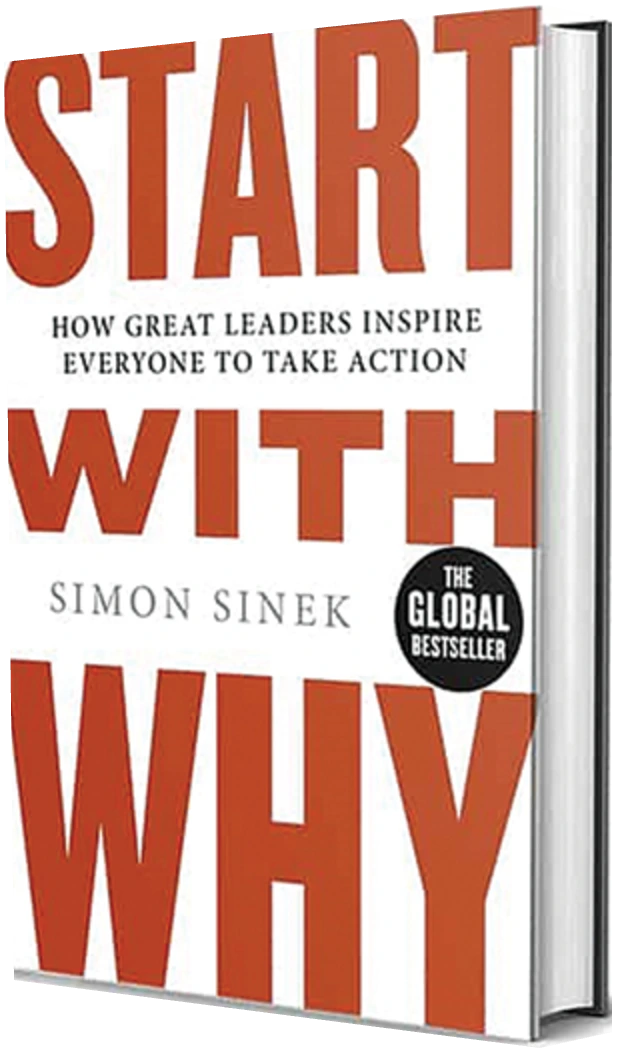 START
HOW GREAT LEADERS INSPIRE
EVERYONE TO TAKE ACTION
WITH
SIMON SINEK
THE
GLOBAL
BESTSELLER
WHY